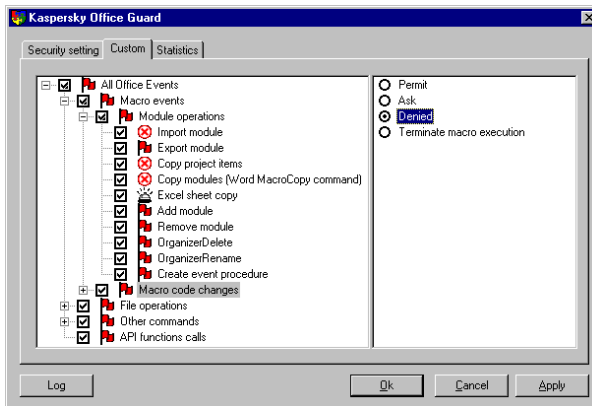 Kaspersky Office Guard
Security setting Custom Statistics
All Office Events
Macro events
Module operations
Import module
Export module
Copy project items
Copy modules (Word MacroCopy command)
Excel sheet copy
Add module
Remove module
OrganizerDelete
OrganizerRename
Create event procedure
Macro code changes
File operations
Other commands
API functions calls
Permit
Ask
Denied
Terminate macro execution
Log Ok Cancel Apply